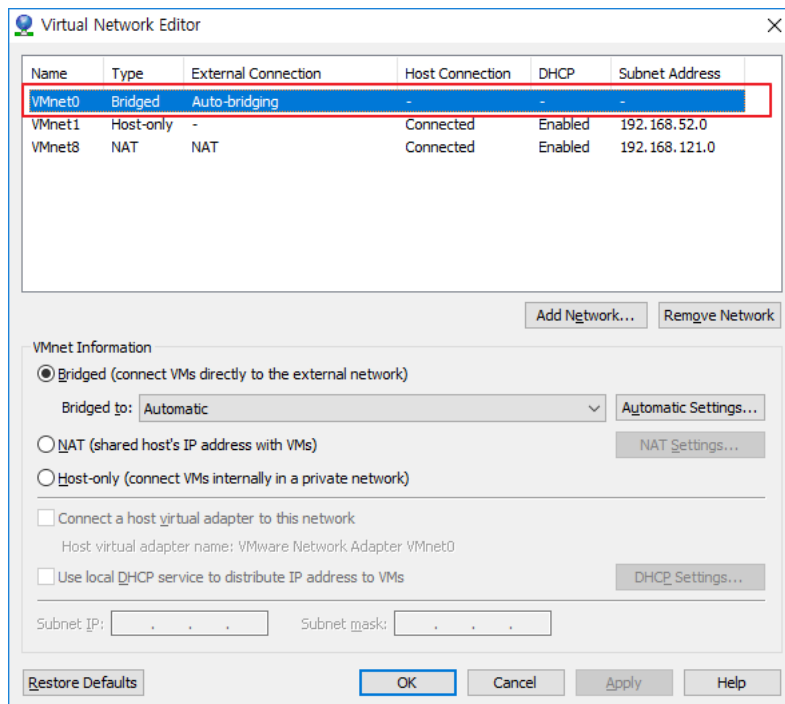 Virtual Network Editor
Name Type External Connection Host Connection DHCP Subnet Address
VMnet0 Bridged Auto-bridging - - -
VMnet1 Host-only - Connected Enabled 192.168.52.0
VMnet8 NAT NAT Connected Enabled 192.168.121.0
Add Network... Remove Network
VMnet Information
Bridged (connect VMs directly to the external network)
Bridged to: Automatic Automatic Settings...
NAT (shared host's IP address with VMs) NAT Settings...
Host-only (connect VMs internally in a private network)
Connect a host virtual adapter to this network
Host virtual adapter name: VMware Network Adapter VMnet0
Use local DHCP service to distribute IP address to VMs DHCP Settings...
Subnet IP: . . . Subnet mask: . . .
Restore Defaults OK Cancel Apply Help